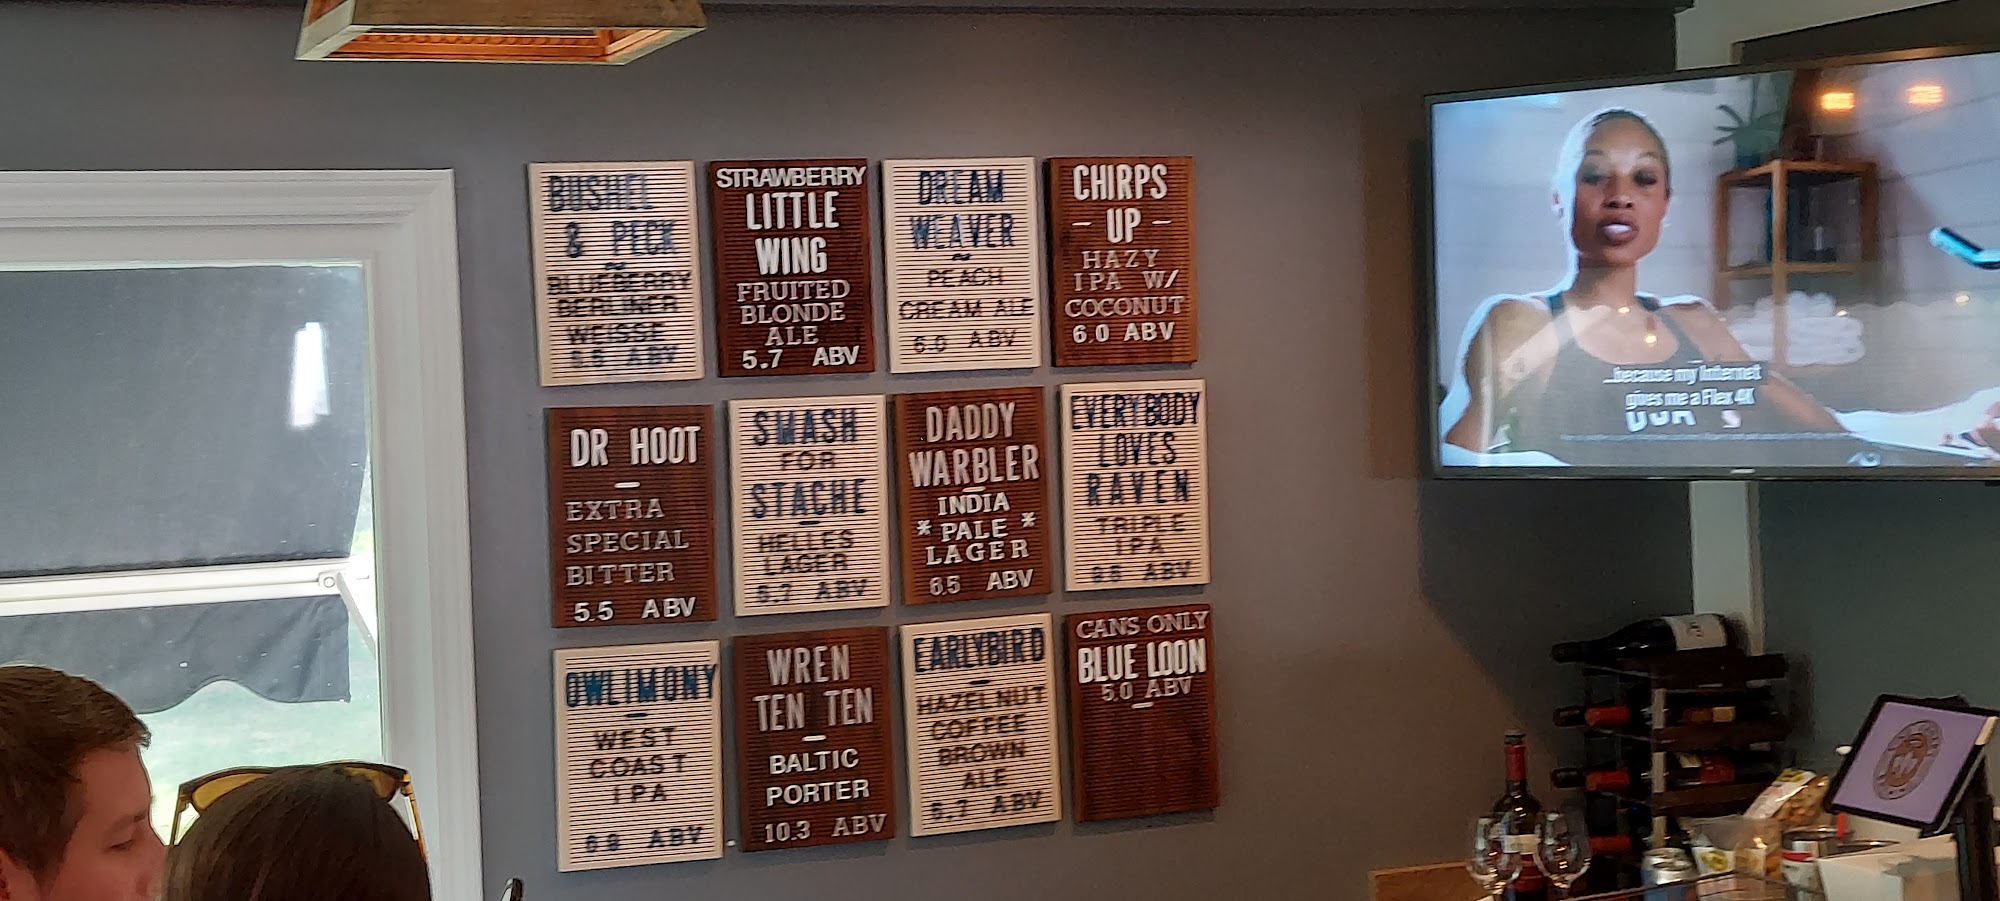 BUSHEL
& PECK
~
BLUEBERRY
BERLINER
WEISSE
ABV
STRAWBERRY
LITTLE
WING
FRUITED
BLONDE
ALE
5.7 ABV
DREAM
WEAVER
~
PEACH
CREAM ALE
6.0 ABV
CHIRPS
- UP -
HAZY
IPA W/
COCONUT
6.0 ABV
DR HOOT
-
EXTRA
SPECIAL
BITTER
5.5 ABV
SMASH
FOR
STACHE
-
HELLES
LAGER
5.7 ABV
DADDY
WARBLER
-
INDIA
* PALE *
LAGER
6.5 ABV
EVERYBODY
LOVES
RAVEN
TRIPLE
IPA
ABV
OWLIMONY
-
WEST
COAST
IPA
ABV
WREN
TEN TEN
-
BALTIC
PORTER
10.3 ABV
EARLYBIRD
-
HAZELNUT
COFFEE
BROWN
ALE
ABV
CANS ONLY
BLUE LOON
5.0 ABV
-
...because my Internet
gives me a Flex 4K